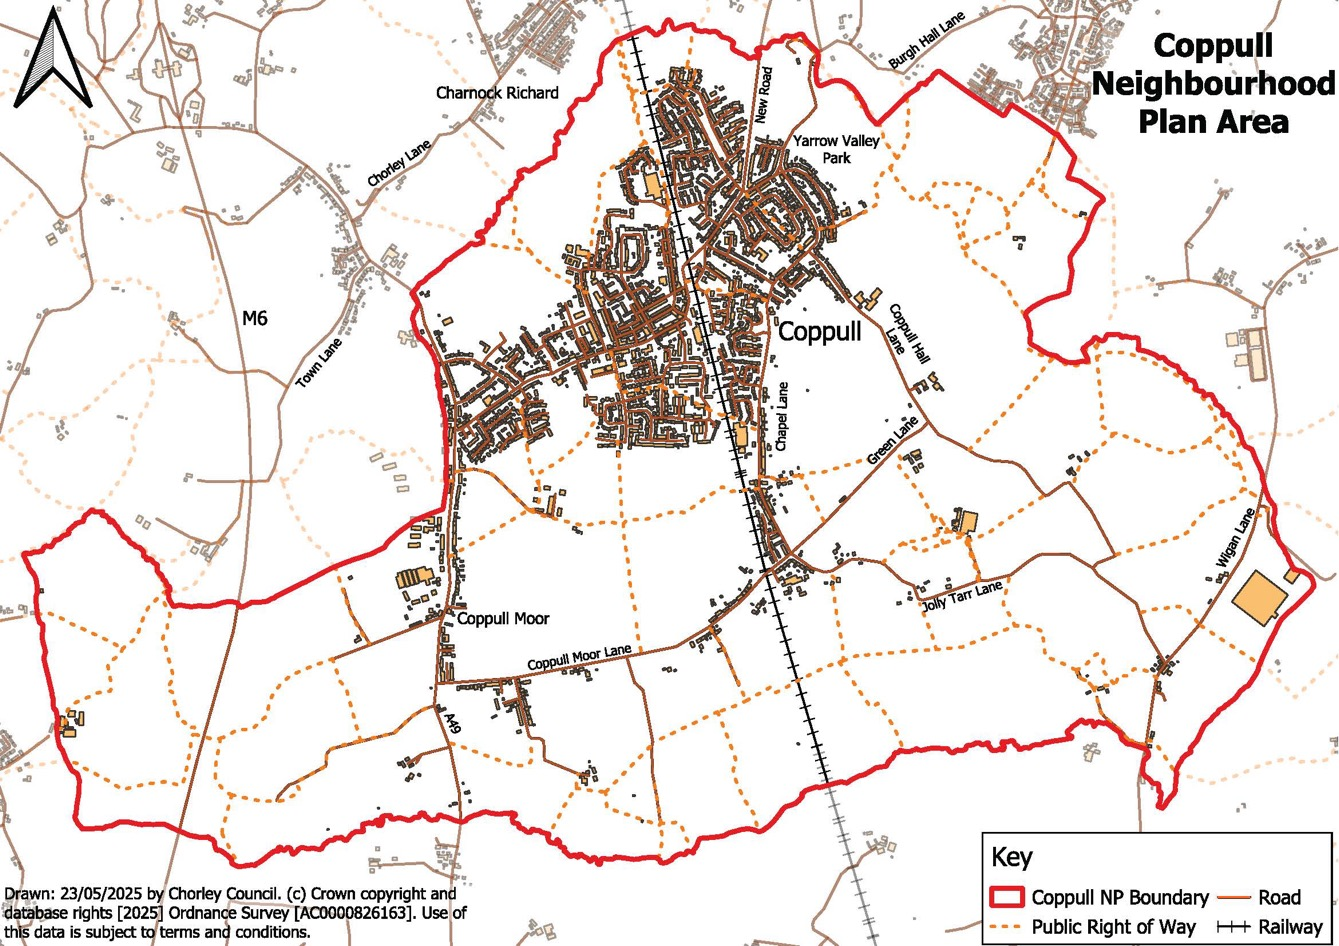 Coppull
Neighbourhood
Plan Area
Burgh Hall Lane
Charnock Richard
New Road
Yarrow Valley
Park
Chorley Lane
M6
Town Lane
Coppull
Coppull Hall
Lane
Chapel Lane
Green Lane
Wigan Lane
Jolly Tarr Lane
Coppull Moor
Coppull Moor Lane
A49
Key
Coppull NP Boundary
Road
Public Right of Way
Railway
Drawn: 23/05/2025 by Chorley Council. (c) Crown copyright and
database rights [2025] Ordnance Survey [AC0000826163]. Use of
this data is subject to terms and conditions.